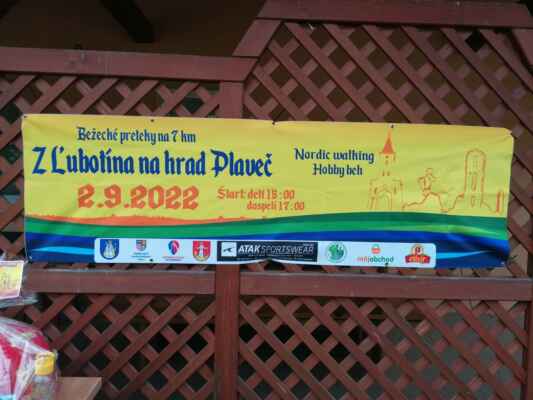 Bežecké preteky na 7 km
Z Ľubotína na hrad Plaveč
2.9.2022
Štart: deti 15:00
dospelí 17:00
Nordic walking
Hobby beh
ATAK SPORTSWEAR
môjobchod